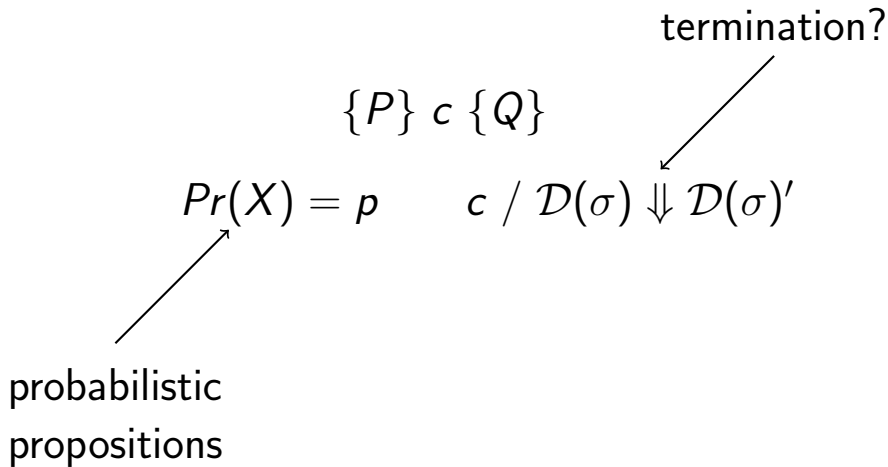 termination?
{P} c {Q}
Pr(X) = p c / 𝒟(σ) ⇓ 𝒟(σ)′
probabilistic
propositions